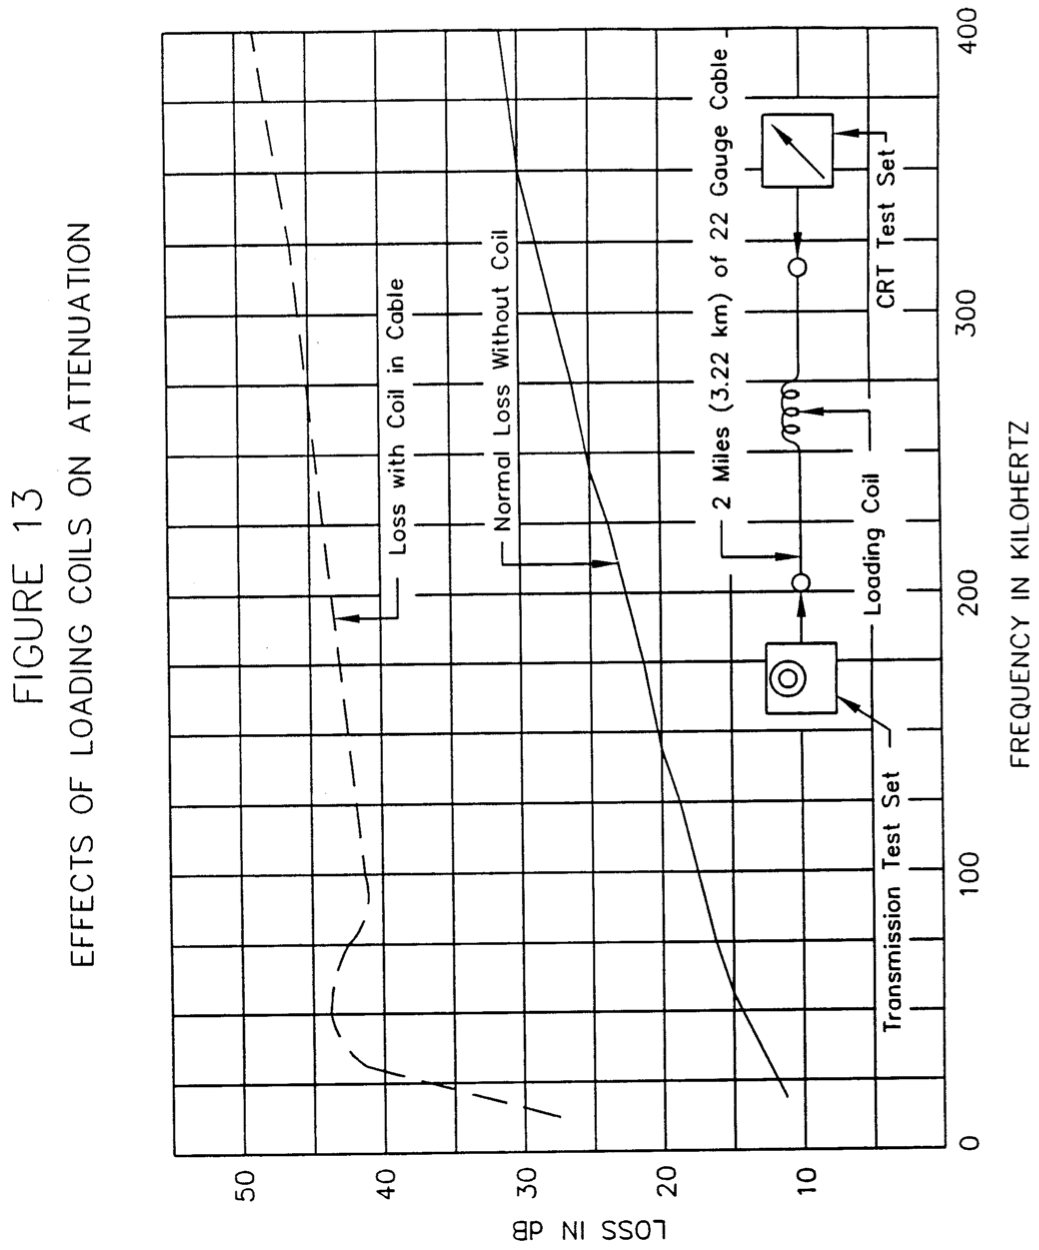 FIGURE 13
EFFECTS OF LOADING COILS ON ATTENUATION
LOSS IN dB
50
40
30
20
10
Loss with Coil in Cable
Normal Loss Without Coil
2 Miles (3.22 km) of 22 Gauge Cable
Loading Coil
CRT Test Set
Transmission Test Set
0
100
200
300
400
FREQUENCY IN KILOHERTZ